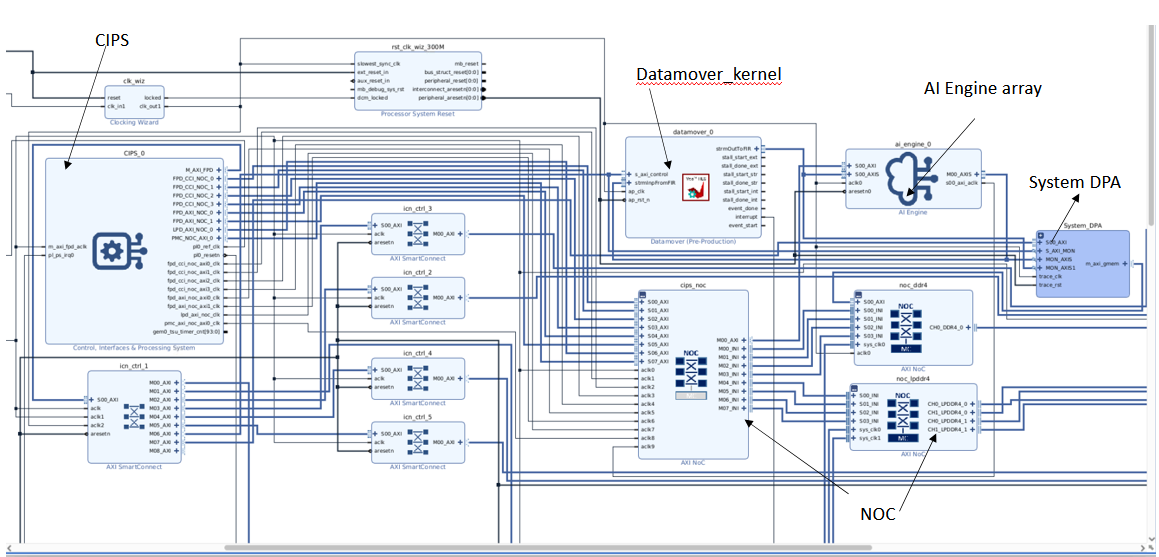 CIPS
Datamover_kernel
AI Engine array
System DPA
NOC
rst_clk_wiz_300M
slowest_sync_clk
ext_reset_in
aux_reset_in
mb_debug_sys_rst
dcm_locked
mb_reset
bus_struct_reset[0:0]
peripheral_reset[0:0]
interconnect_aresetn[0:0]
peripheral_aresetn[0:0]
Processor System Reset
clk_wiz
reset
clk_in1
locked
clk_out1
Clocking Wizard
CIPS_0
m_axi_fpd_aclk
pl_ps_irq0
M_AXI_FPD
FPD_CCI_NOC_0
FPD_CCI_NOC_1
FPD_CCI_NOC_2
FPD_CCI_NOC_3
FPD_AXI_NOC_0
FPD_AXI_NOC_1
LPD_AXI_NOC_0
PMC_NOC_AXI_0
pl0_ref_clk
pl0_resetn
fpd_cci_noc_axi0_clk
fpd_cci_noc_axi1_clk
fpd_cci_noc_axi2_clk
fpd_cci_noc_axi3_clk
fpd_axi_noc_axi0_clk
fpd_axi_noc_axi1_clk
lpd_axi_noc_clk
pmc_axi_noc_axi0_clk
gem0_tsu_timer_cnt[93:0]
Control, Interfaces & Processing System
icn_ctrl_1
S00_AXI
aclk
aclk1
aclk2
aresetn
M00_AXI
M01_AXI
M02_AXI
M03_AXI
M04_AXI
M05_AXI
M06_AXI
M07_AXI
M08_AXI
AXI SmartConnect
icn_ctrl_3
S00_AXI
aclk
aresetn
M00_AXI
AXI SmartConnect
icn_ctrl_2
S00_AXI
aclk
aresetn
M00_AXI
AXI SmartConnect
icn_ctrl_4
S00_AXI
aclk
aresetn
M00_AXI
AXI SmartConnect
icn_ctrl_5
S00_AXI
aclk
aresetn
M00_AXI
AXI SmartConnect
datamover_0
s_axi_control
strmInpFromFIR
ap_clk
ap_rst_n
strmOutToFIR
stall_start_ext
stall_done_ext
stall_start_str
stall_done_str
stall_start_int
stall_done_int
event_done
interrupt
event_start
Datamover (Pre-Production)
cips_noc
S00_AXI
S01_AXI
S02_AXI
S03_AXI
S04_AXI
S05_AXI
S06_AXI
S07_AXI
aclk0
aclk1
aclk2
aclk3
aclk4
aclk5
aclk6
aclk7
aclk8
aclk9
NOC
M00_AXI
M00_INI
M01_INI
M02_INI
M03_INI
M04_INI
M05_INI
M06_INI
M07_INI
AXI NoC
ai_engine_0
S00_AXI
S00_AXIS
aclk0
aresetn0
M00_AXIS
s00_axi_aclk
AI Engine
System_DPA
S00_AXI
S_AXI_MON
MON_AXIS
MON_AXIS1
trace_clk
trace_rst
m_axi_gmem
noc_ddr4
S00_AXI
S00_INI
S01_INI
S02_INI
S03_INI
sys_clk0
aclk0
NOC
MC
CH0_DDR4_0
AXI NoC
noc_lpddr4
S00_INI
S01_INI
S02_INI
S03_INI
sys_clk0
sys_clk1
NOC
MC
CH0_LPDDR4_0
CH1_LPDDR4_0
CH0_LPDDR4_1
CH1_LPDDR4_1
AXI NoC